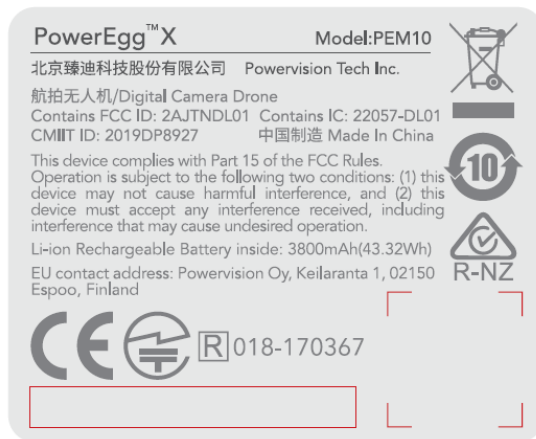 PowerEgg™X Model:PEM10
北京臻迪科技股份有限公司 Powervision Tech Inc.
航拍无人机/Digital Camera Drone
Contains FCC ID: 2AJTNDL01 Contains IC: 22057-DL01
CMIIT ID: 2019DP8927 中国制造 Made In China
This device complies with Part 15 of the FCC Rules.
Operation is subject to the following two conditions: (1) this
device may not cause harmful interference, and (2) this
device must accept any interference received, including
interference that may cause undesired operation.
Li-ion Rechargeable Battery inside: 3800mAh(43.32Wh)
EU contact address: Powervision Oy, Keilaranta 1, 02150
Espoo, Finland
10
R-NZ
CE R 018-170367